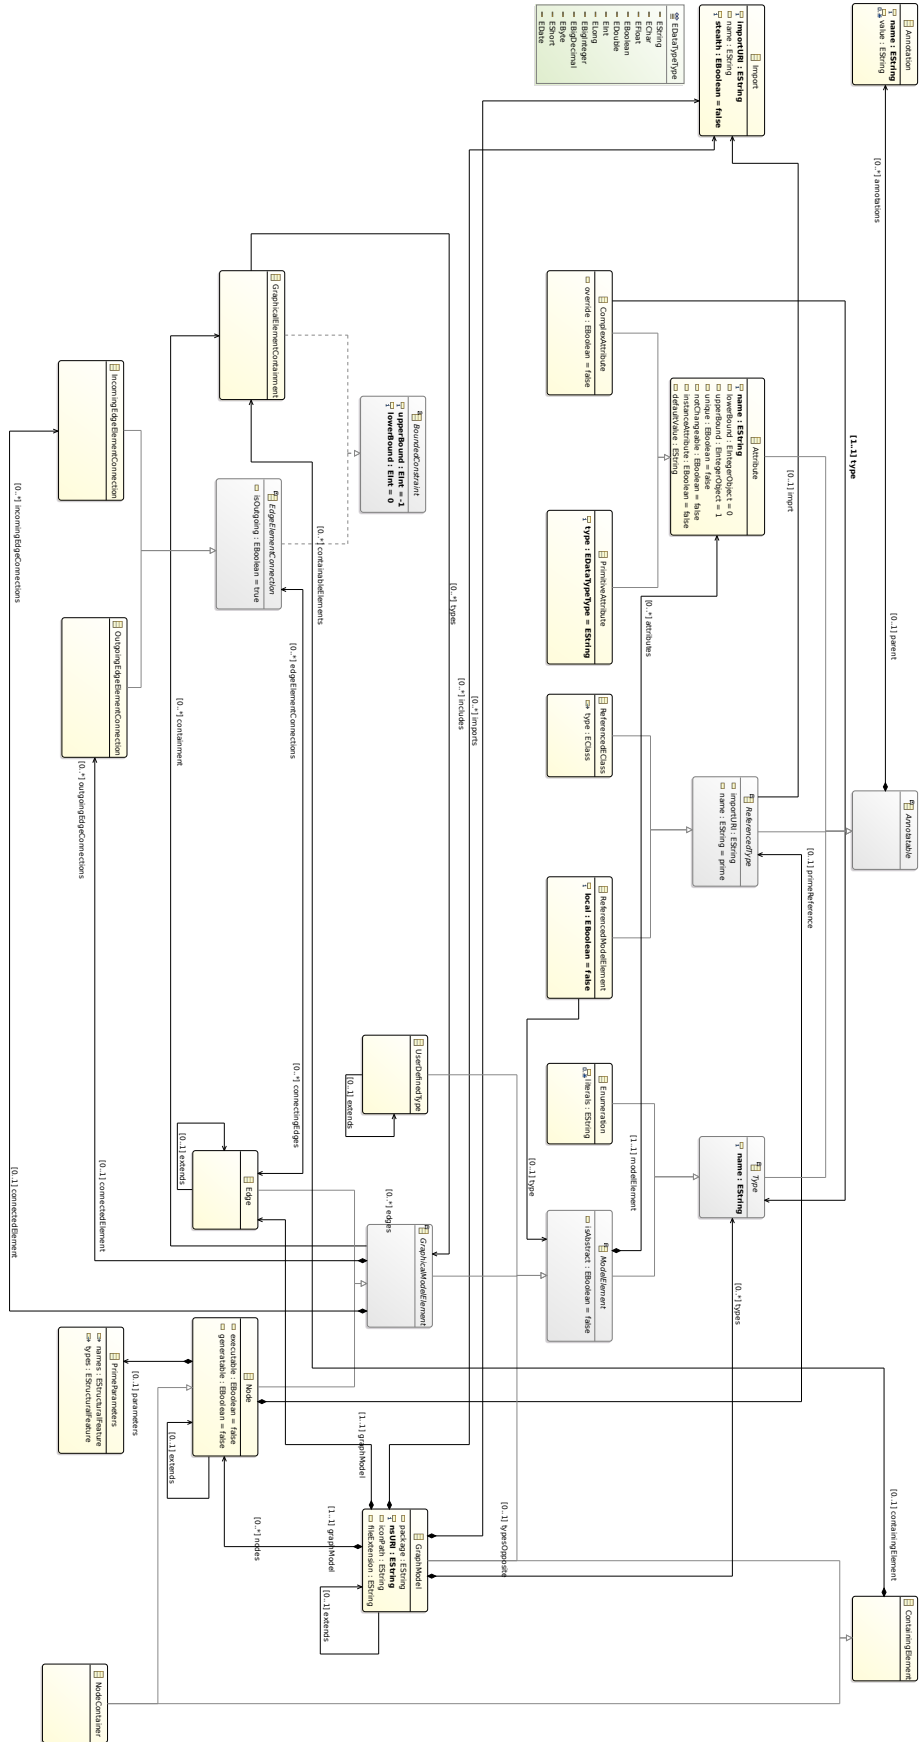 Annotation
name : EString
value : EString
[0..*] annotations
[0..1] parent
Annotatable
[0..1] containingElement
ContainingElement
[1..1] type
Import
importURI : EString
name : EString
stealth : EBoolean = false
[0..1] imprt
Attribute
name : EString
lowerBound : EIntegerObject = 0
upperBound : EIntegerObject = 1
unique : EBoolean = false
notChangeable : EBoolean = false
instanceAttribute : EBoolean = false
defaultValue : EString
ReferencedType
importURI : EString
name : EString = prime
[0..1] primeReference
Type
name : EString
[0..*] types
EDataTypeType
EString
EChar
EFloat
EBoolean
EDouble
EInt
ELong
EBigInteger
EBigDecimal
EByte
EShort
EDate
[0..*] attributes
[1..1] modelElement
ComplexAttribute
override : EBoolean = false
PrimitiveAttribute
type : EDataTypeType = EString
ReferencedEClass
type : EClass
ReferencedModelElement
local : EBoolean = false
Enumeration
literals : EString
ModelElement
isAbstract : EBoolean = false
[0..1] type
[0..1] typesOpposite
[0..*] imports
[0..*] includes
[0..*] types
BoundedConstraint
upperBound : EInt = -1
lowerBound : EInt = 0
UserDefinedType
[0..1] extends
GraphicalModelElement
[0..*] edges
GraphModel
package : EString
nsURI : EString
iconPath : EString
fileExtension : EString
[1..1] graphModel
[1..1] graphModel
[0..1] extends
[0..*] containableElements
[0..*] edgeElementConnections
[0..*] connectingEdges
GraphicalElementContainment
EdgeElementConnection
isOutgoing : EBoolean = true
Edge
[0..1] extends
Node
executable : EBoolean = false
generatable : EBoolean = false
[0..*] nodes
[0..1] extends
[0..*] containment
IncomingEdgeElementConnection
OutgoingEdgeElementConnection
[0..1] parameters
PrimeParameters
names : EStructuralFeature
types : EStructuralFeature
NodeContainer
[0..*] outgoingEdgeConnections
[0..1] connectedElement
[0..*] incomingEdgeConnections
[0..1] connectedElement